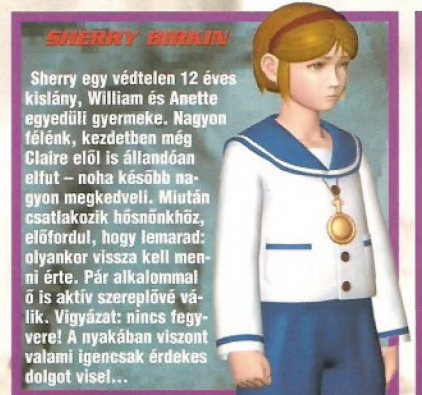 SHERRY BIRKIN
Sherry egy védtelen 12 éves
kislány, William és Anette
egyedüli gyermeke. Nagyon
félénk, kezdetben még
Claire elől is állandóan
elfut – noha később na-
gyon megkedveli. Miután
csatlakozik hősnőnkhöz,
előfordul, hogy lemarad:
olyankor vissza kell men-
ni érte. Pár alkalommal
ő is aktív szereplővé vá-
lik. Vigyázat: nincs fegy-
vere! A nyakában viszont
valami igencsak érdekes
dolgot visel...